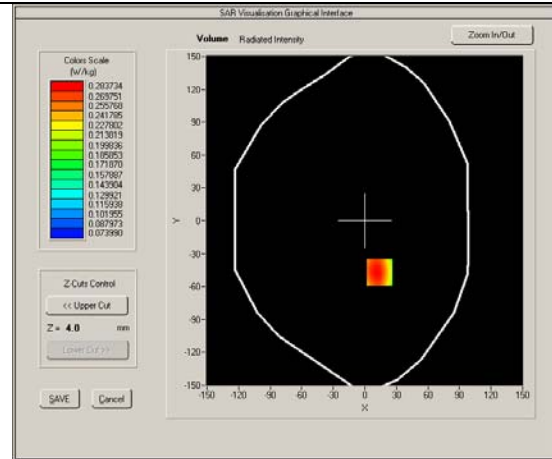 SAR Visualisation Graphical Interface
Volume Radiated Intensity
Zoom In/Out
Colors Scale
(W/kg)
0.283734
0.269751
0.255768
0.241785
0.227802
0.213819
0.199836
0.185853
0.171870
0.157887
0.143904
0.129921
0.115938
0.101955
0.087973
0.073990
Z-Cuts Control
<< Upper Cut
Z = 4.0 mm
Lower Cut >>
SAVE
Cancel
150
120
90
60
30
0
-30
-60
-90
-120
-150
Y
-150 -120 -90 -60 -30 0 30 60 90 120 150
X